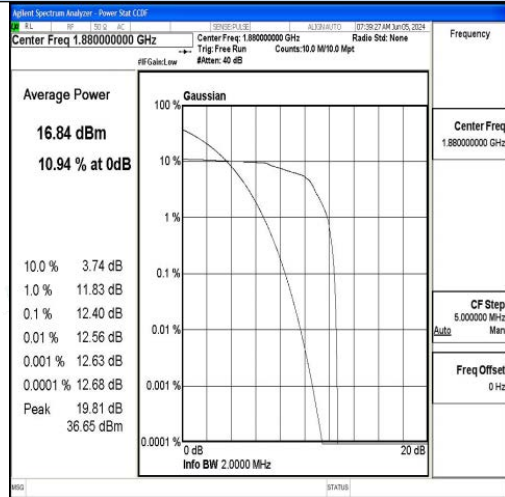 Agilent Spectrum Analyzer - Power Stat CCDF
RL RF 50 Ω AC SENSE:PULSE ALIGN AUTO 07:39:27 AM Jun 05, 2024
Center Freq 1.880000000 GHz
Center Freq: 1.880000000 GHz Radio Std: None
Trig: Free Run Counts:10.0 M/10.0 Mpt
#IFGain:Low #Atten: 40 dB
Frequency
Average Power
16.84 dBm
10.94 % at 0dB
10.0 % 3.74 dB
1.0 % 11.83 dB
0.1 % 12.40 dB
0.01 % 12.56 dB
0.001 % 12.63 dB
0.0001 % 12.68 dB
Peak 19.81 dB
36.65 dBm
Gaussian
100 %
10 %
1 %
0.1 %
0.01 %
0.001 %
0.0001 %
0 dB 20 dB
Info BW 2.0000 MHz
Center Freq
1.880000000 GHz
CF Step
5.000000 MHz
Auto Man
Freq Offset
0 Hz
MSG STATUS